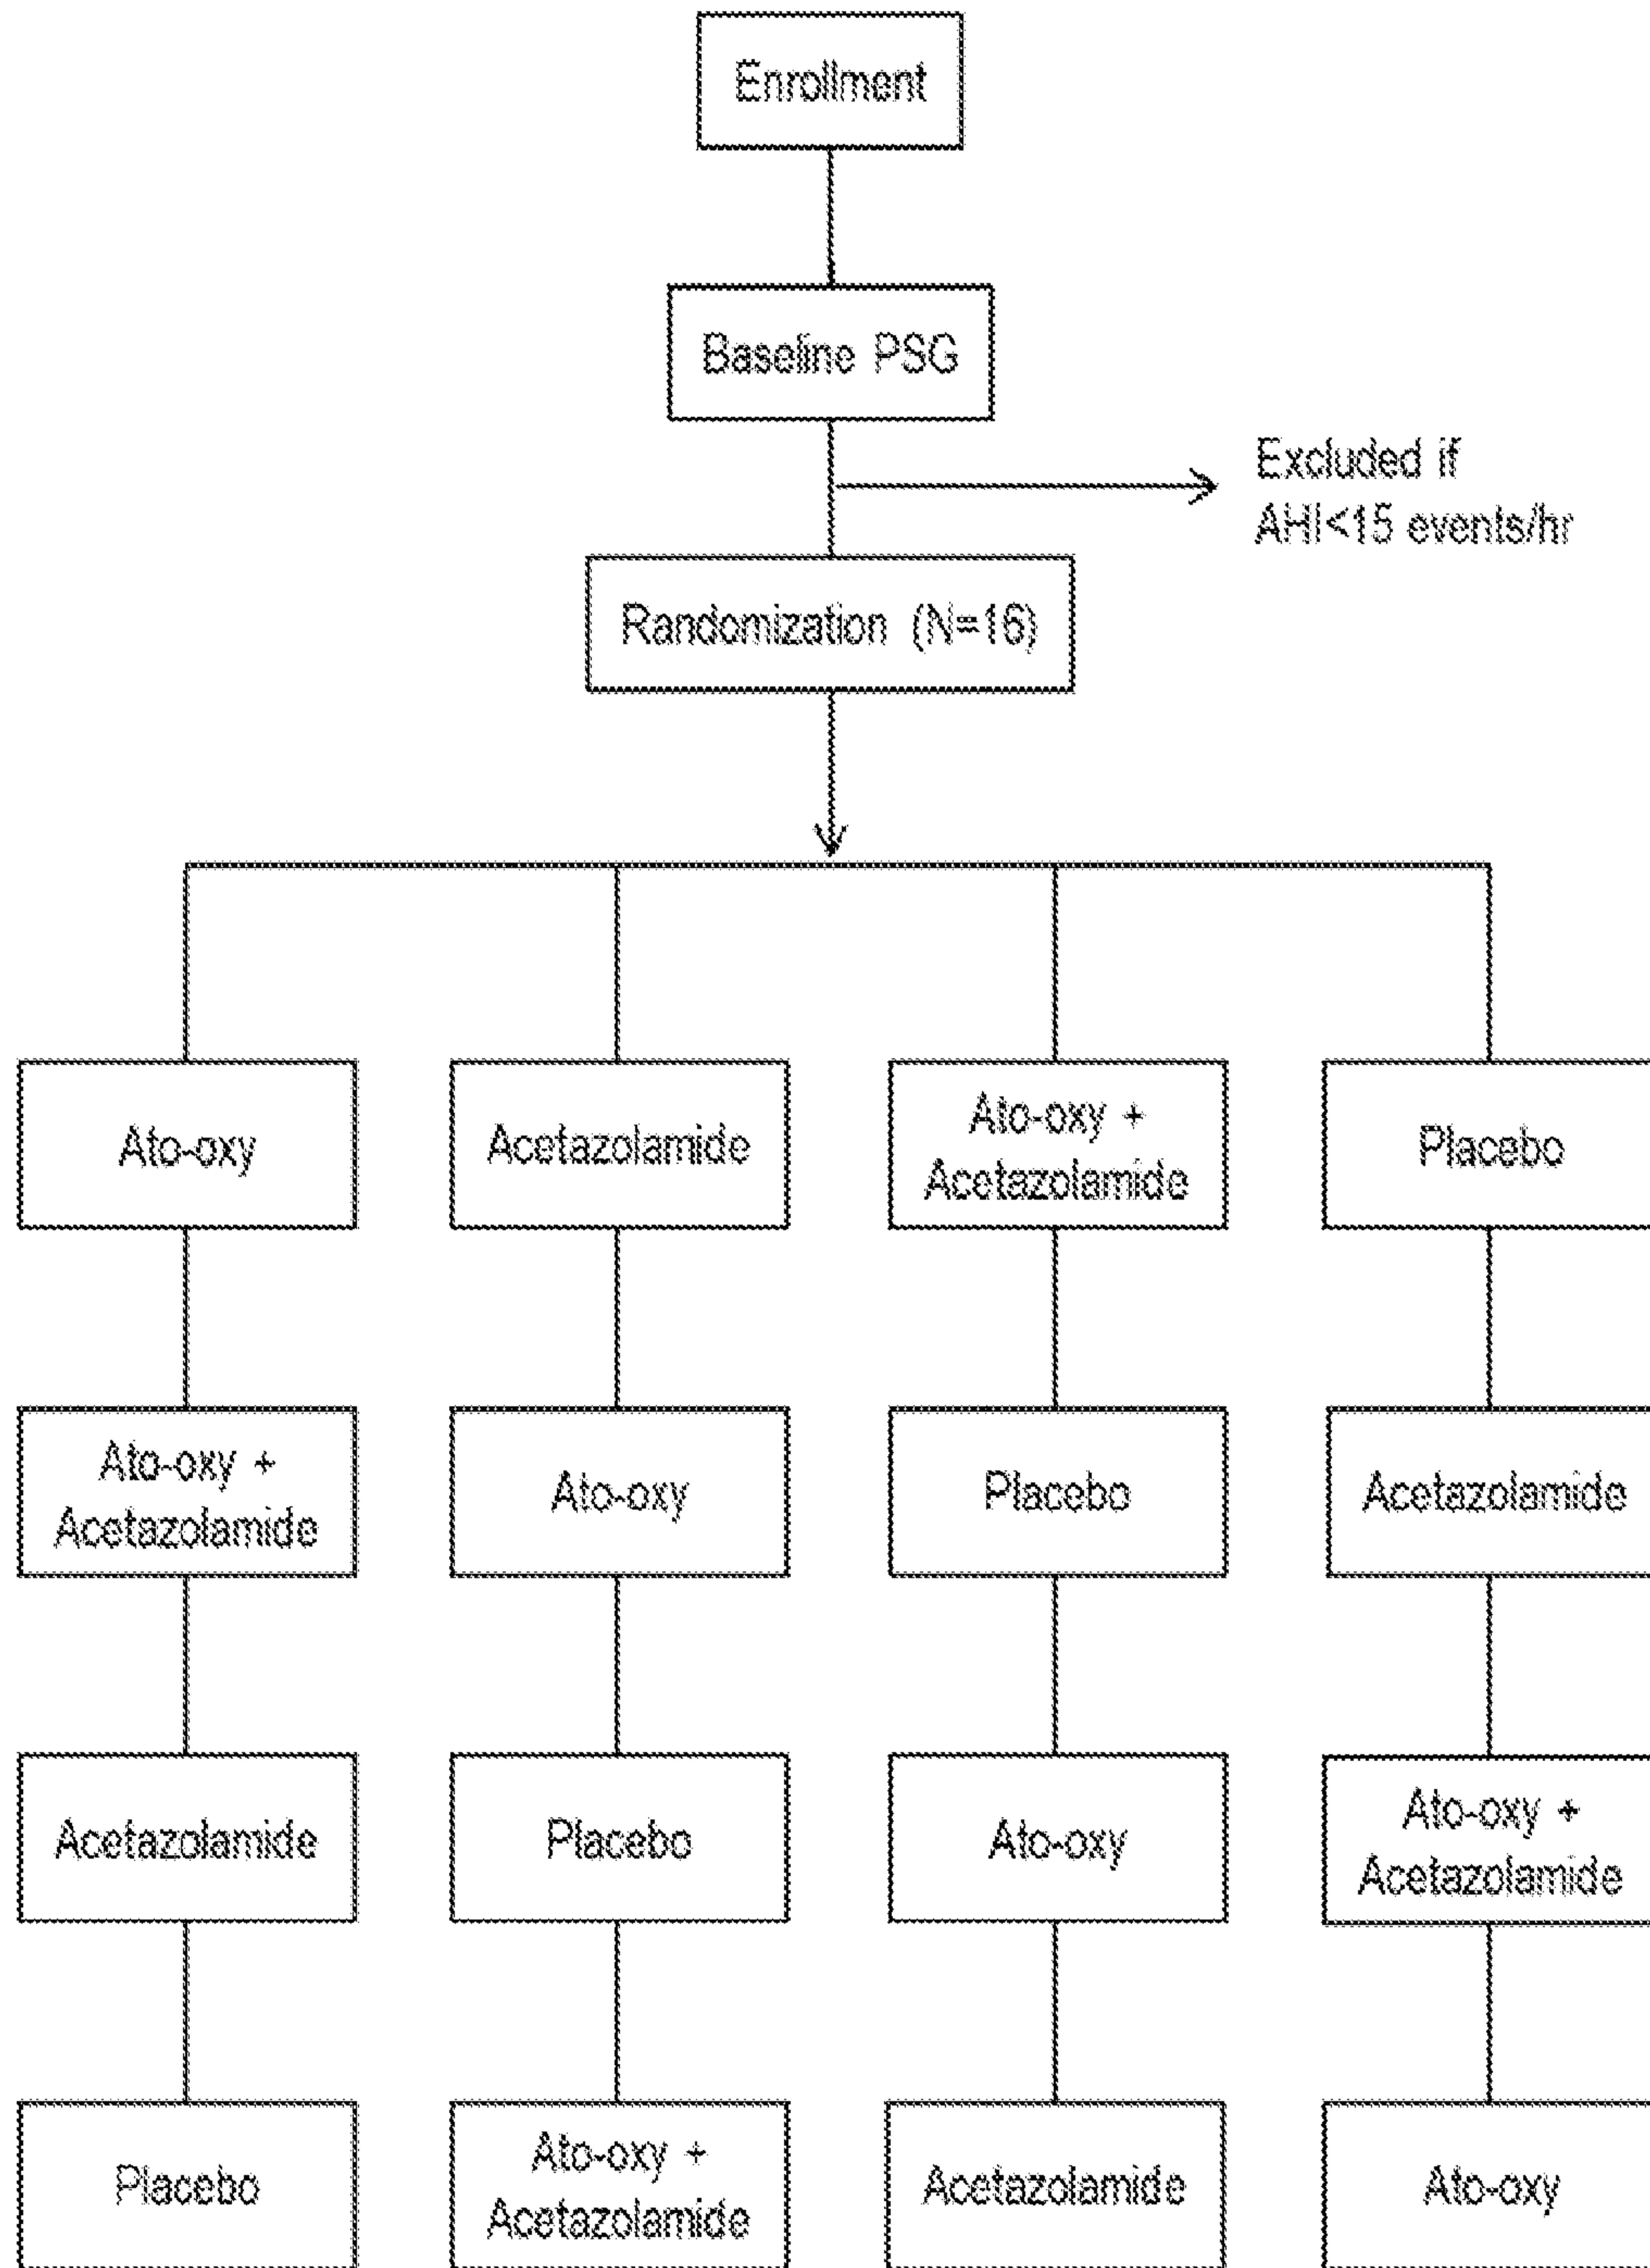 Enrollment
Baseline PSG
Excluded if
AHI<15 events/hr
Randomization (N=16)
Ato-oxy
Acetazolamide
Ato-oxy +
Acetazolamide
Placebo
Ato-oxy +
Acetazolamide
Ato-oxy
Placebo
Acetazolamide
Acetazolamide
Placebo
Ato-oxy
Ato-oxy +
Acetazolamide
Placebo
Ato-oxy +
Acetazolamide
Acetazolamide
Ato-oxy